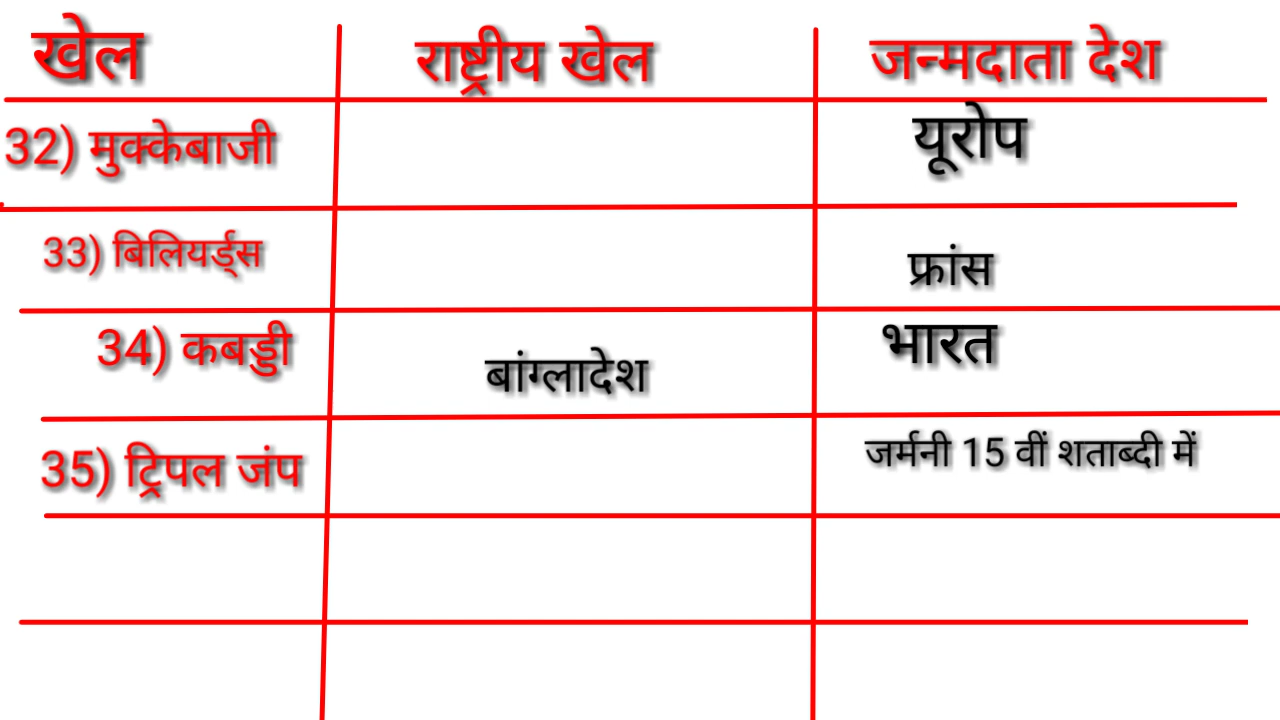 खेल राष्ट्रीय खेल जन्मदाता देश
32) मुक्केबाजी यूरोप
33) बिलियर्ड्स फ्रांस
34) कबड्डी बांग्लादेश भारत
35) ट्रिपल जंप जर्मनी 15 वीं शताब्दी में